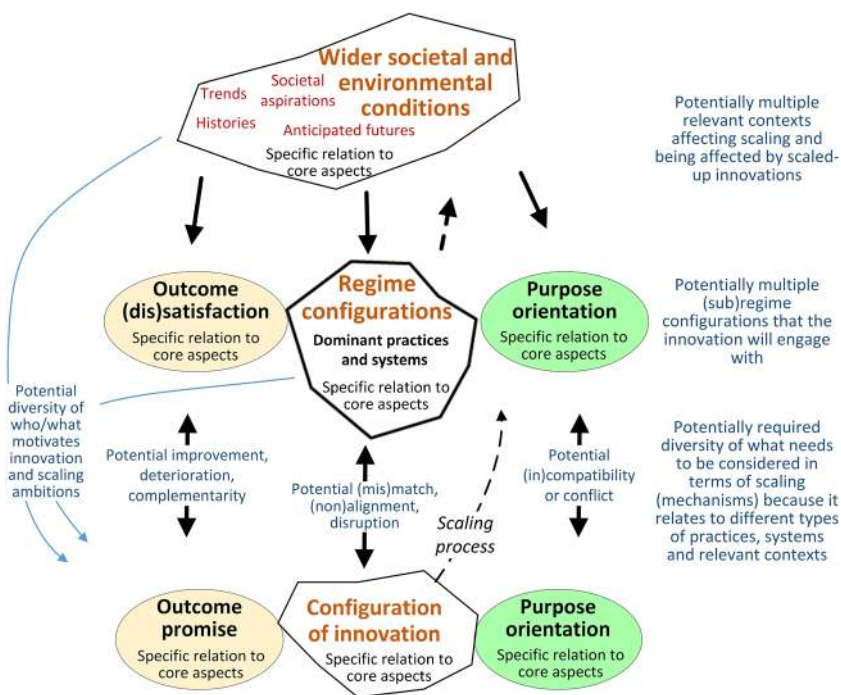 Wider societal and
environmental
conditions
Trends
Societal
aspirations
Histories
Anticipated futures
Specific relation to
core aspects
Potentially multiple
relevant contexts
affecting scaling and
being affected by scaled-
up innovations
Outcome
(dis)satisfaction
Specific relation to
core aspects
Regime
configurations
Dominant practices
and systems
Specific relation to
core aspects
Purpose
orientation
Specific relation to
core aspects
Potentially multiple
(sub)regime
configurations that the
innovation will engage
with
Potential
diversity of
who/what
motivates
innovation
and scaling
ambitions
Potential improvement,
deterioration,
complementarity
Potential (mis)match,
(non)alignment,
disruption
Scaling
process
Potential
(in)compatibility
or conflict
Potentially required
diversity of what needs
to be considered in
terms of scaling
(mechanisms) because it
relates to different types
of practices, systems
and relevant contexts
Outcome
promise
Specific relation to
core aspects
Configuration
of innovation
Specific relation to
core aspects
Purpose
orientation
Specific relation to
core aspects